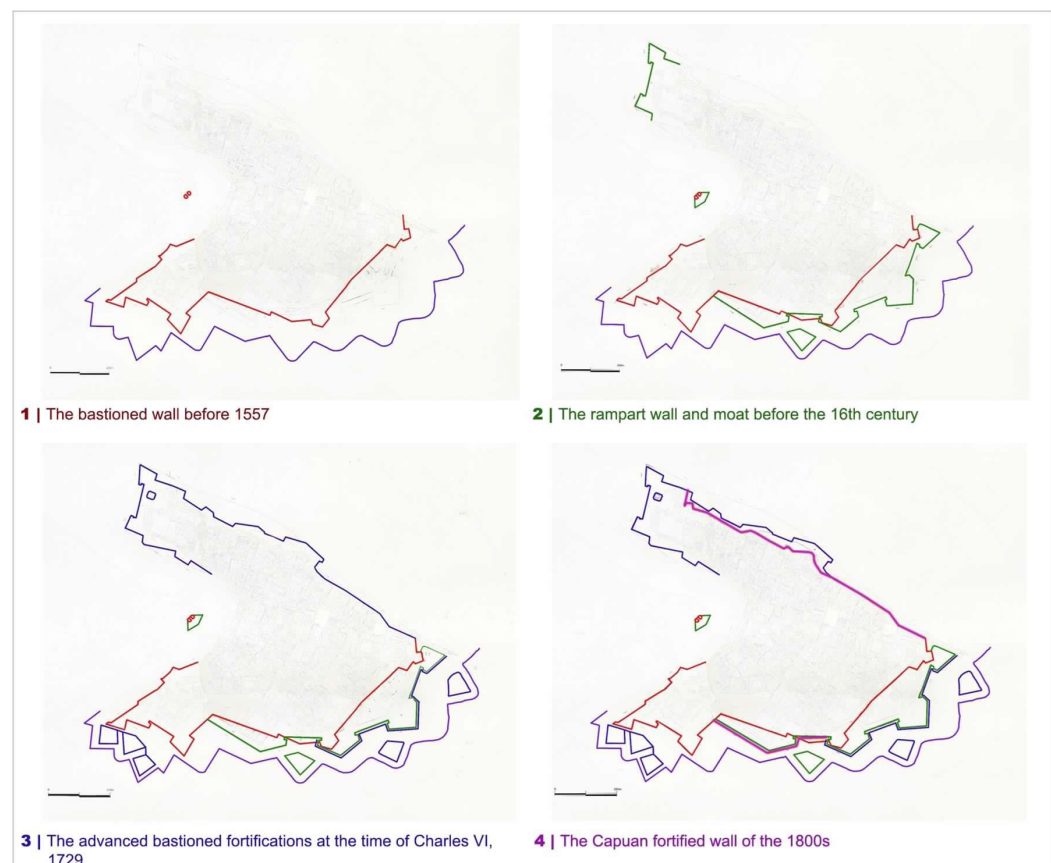 1 | The bastioned wall before 1557
2 | The rampart wall and moat before the 16th century
3 | The advanced bastioned fortifications at the time of Charles VI,
1729
4 | The Capuan fortified wall of the 1800s